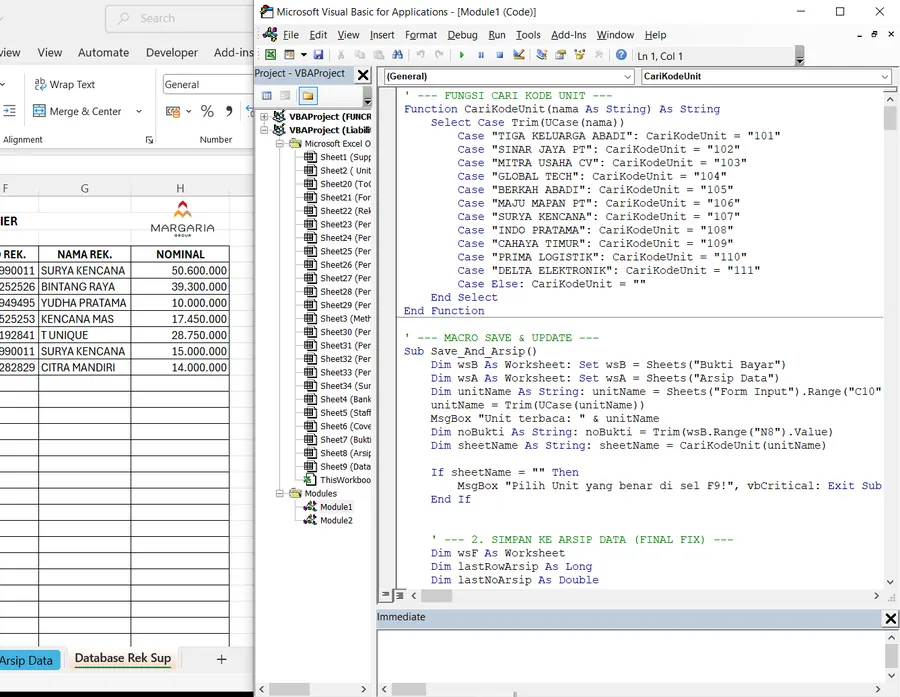 Search
view View Automate Developer Add-ins
Wrap Text
General
Merge & Center
Alignment
Number
F G H
IER
MARGARIA
GROUP
REK. NAMA REK. NOMINAL
990011 SURYA KENCANA 50.600.000
252526 BINTANG RAYA 39.300.000
949495 YUDHA PRATAMA 10.000.000
525253 KENCANA MAS 17.450.000
192841 T UNIQUE 28.750.000
990011 SURYA KENCANA 15.000.000
282829 CITRA MANDIRI 14.000.000
Arsip Data Database Rek Sup
Microsoft Visual Basic for Applications - [Module1 (Code)]
File Edit View Insert Format Debug Run Tools Add-Ins Window Help
Ln 1, Col 1
Project - VBAProject
VBAProject (FUNCR
VBAProject (Liabili
Microsoft Excel O
Sheet1 (Supp
Sheet2 ( Unit
Sheet20 (ToC
Sheet21 (For
Sheet22 (Rek
Sheet23 (Per
Sheet24 (Per
Sheet25 (Per
Sheet26 (Per
Sheet27 (Per
Sheet28 (Per
Sheet29 (Per
Sheet3 (Meth
Sheet30 (Per
Sheet31 (Per
Sheet32 (Per
Sheet33 (Per
Sheet34 (Sur
Sheet4 (Bank
Sheet5 (Staff
Sheet6 (Cove
Sheet7 (Bukti
Sheet8 (Arsip
Sheet9 (Data
ThisWorkboo
Modules
Module1
Module2
(General) CariKodeUnit
' --- FUNGSI CARI KODE UNIT ---
Function CariKodeUnit(nama As String) As String
Select Case Trim(UCase(nama))
Case "TIGA KELUARGA ABADI": CariKodeUnit = "101"
Case "SINAR JAYA PT": CariKodeUnit = "102"
Case "MITRA USAHA CV": CariKodeUnit = "103"
Case "GLOBAL TECH": CariKodeUnit = "104"
Case "BERKAH ABADI": CariKodeUnit = "105"
Case "MAJU MAPAN PT": CariKodeUnit = "106"
Case "SURYA KENCANA": CariKodeUnit = "107"
Case "INDO PRATAMA": CariKodeUnit = "108"
Case "CAHAYA TIMUR": CariKodeUnit = "109"
Case "PRIMA LOGISTIK": CariKodeUnit = "110"
Case "DELTA ELEKTRONIK": CariKodeUnit = "111"
Case Else: CariKodeUnit = ""
End Select
End Function
' --- MACRO SAVE & UPDATE ---
Sub Save_And_Arsip()
Dim wsB As Worksheet: Set wsB = Sheets("Bukti Bayar")
Dim wsA As Worksheet: Set wsA = Sheets("Arsip Data")
Dim unitName As String: unitName = Sheets("Form Input").Range("C10"
unitName = Trim(UCase(unitName))
MsgBox "Unit terbaca: " & unitName
Dim noBukti As String: noBukti = Trim(wsB.Range("N8").Value)
Dim sheetName As String: sheetName = CariKodeUnit(unitName)
If sheetName = "" Then
MsgBox "Pilih Unit yang benar di sel F9!", vbCritical: Exit Sub
End If
' --- 2. SIMPAN KE ARSIP DATA (FINAL FIX) ---
Dim wsF As Worksheet
Dim lastRowArsip As Long
Dim lastNoArsip As Double
Immediate